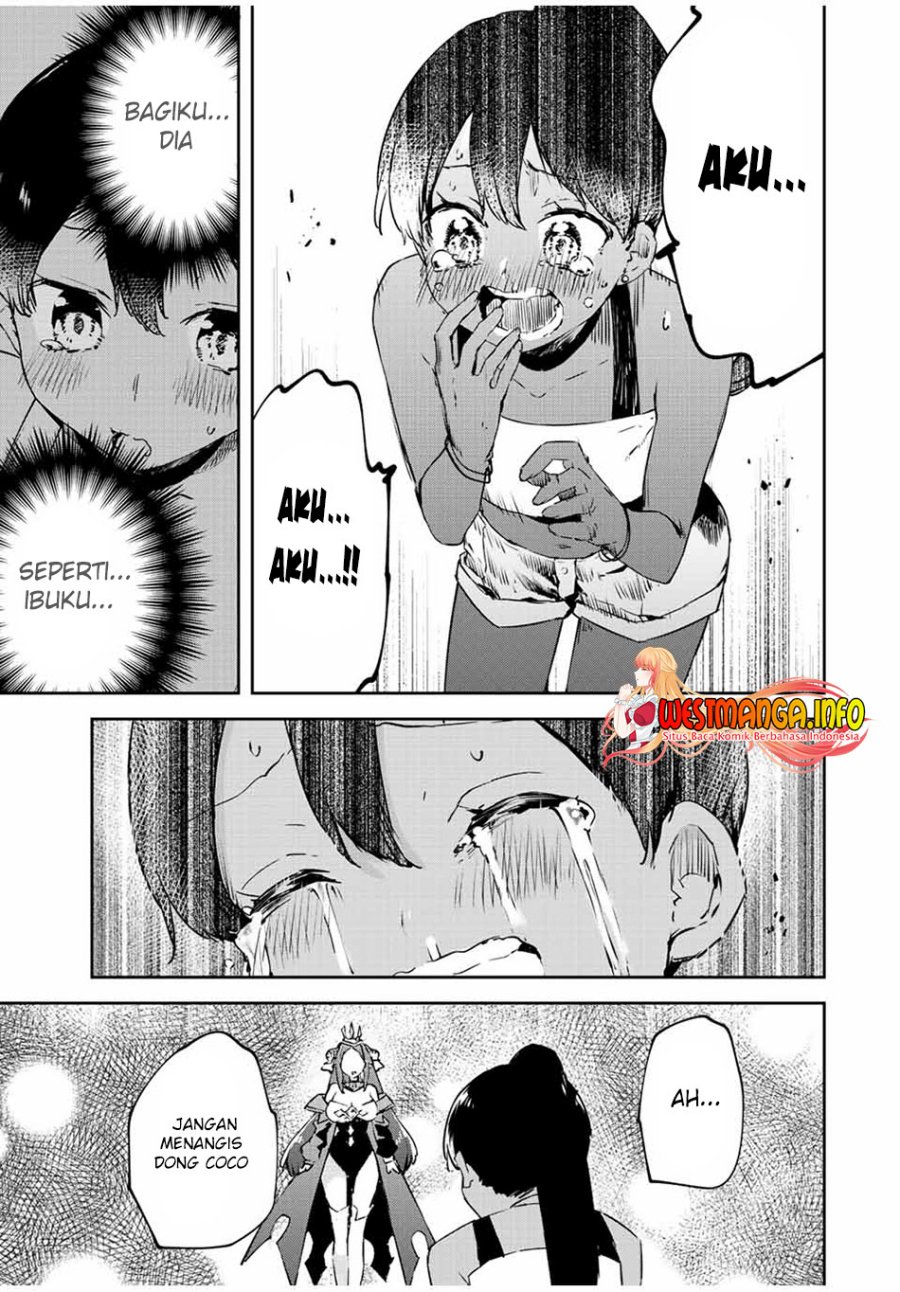 AKU...
AKU...
AKU...!!
BAGIKU...
DIA
SEPERTI...
IBUKU...
WESTMANGA.INFO
Situs Baca Komik Berbahasa Indonesia
AH...
JANGAN
MENANGIS
DONG COCO